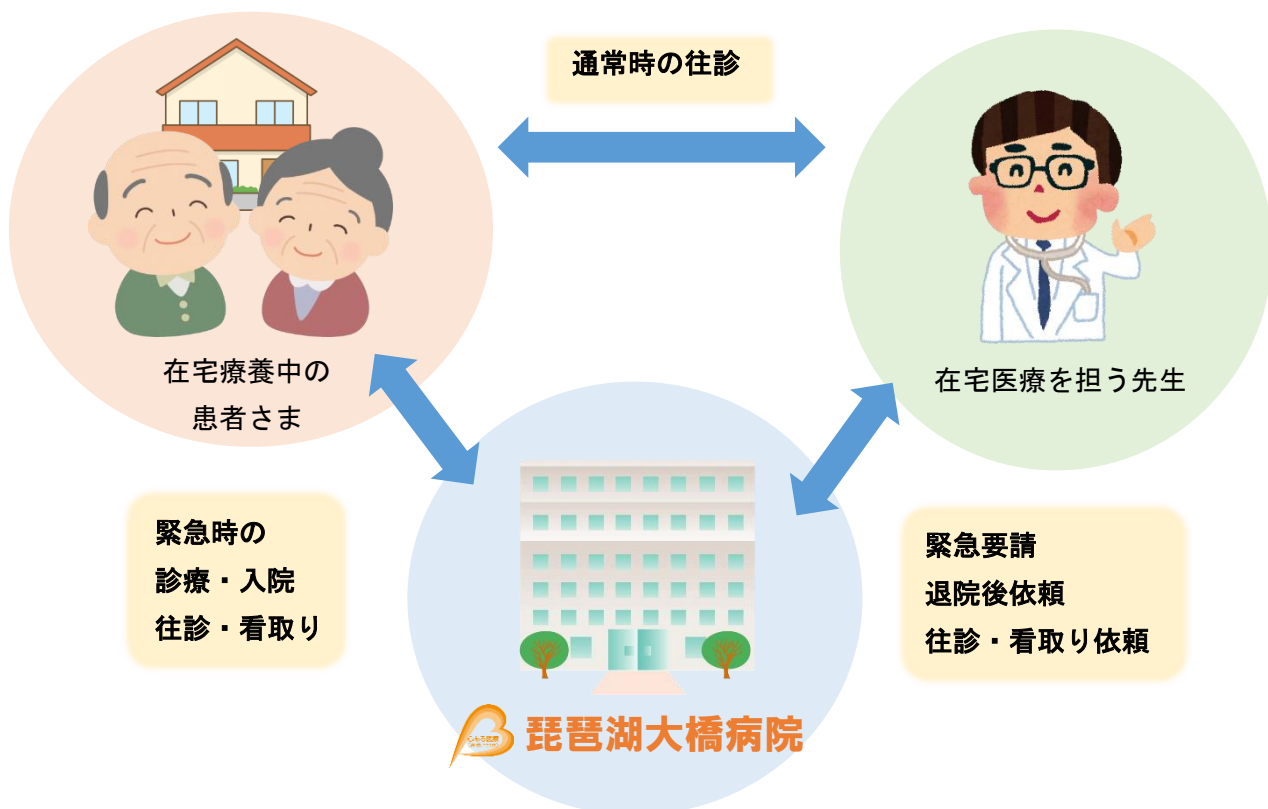 通常時の往診
在宅療養中の
患者さま
在宅医療を担う先生
緊急時の
診療・入院
往診・看取り
緊急要請
退院後依頼
往診・看取り依頼
琵琶湖大橋病院